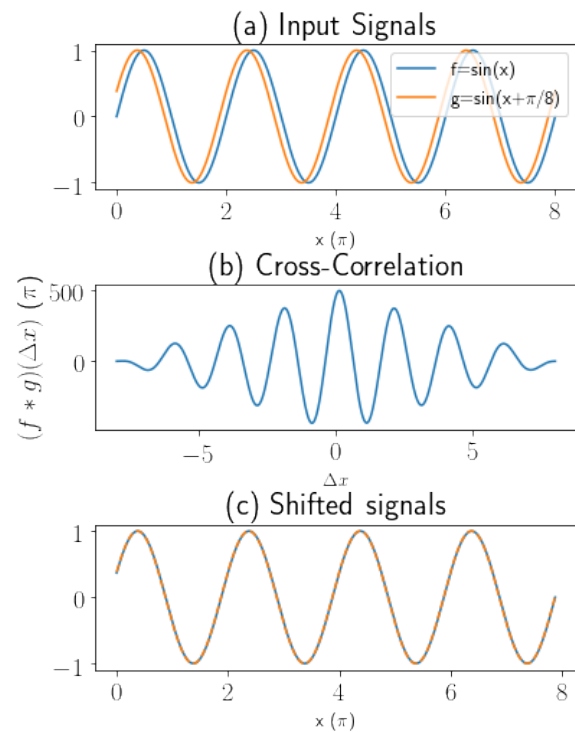 (a) Input Signals
1
0
−1
f=sin(x)
g=sin(x+π/8)
0 2 4 6 8
x (π)
(b) Cross-Correlation
(f * g)(Δx) (π)
500
0
−5 0 5
Δx
(c) Shifted signals
1
0
−1
0 2 4 6 8
x (π)